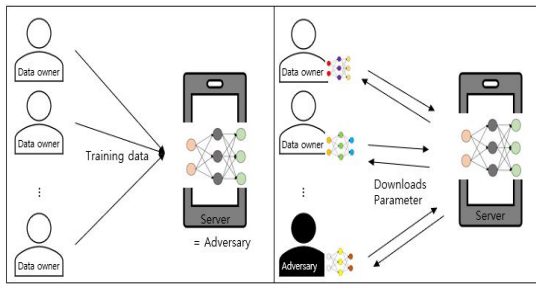 Data owner
Data owner
⋮
Data owner
Training data
Server
= Adversary
Data owner
Data owner
⋮
Adversary
Downloads
Parameter
Server